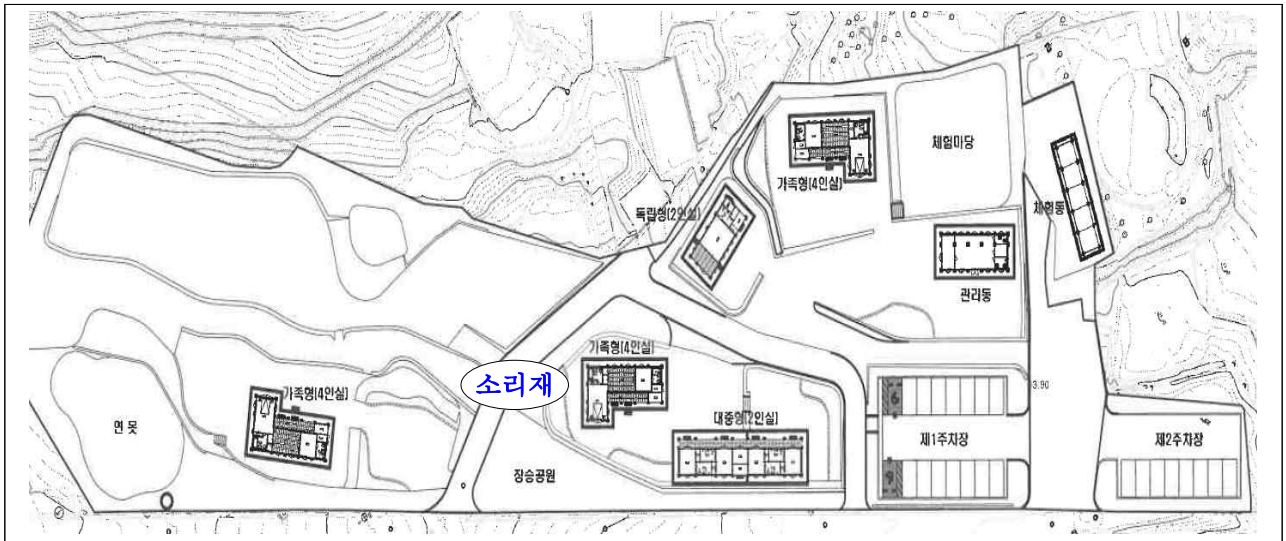 체험마당
가족형(4인실)
체험동
독립형(2인실)
관리동
가족형(4인실)
소리재
3.90
가족형(4인실)
6
대중형(2인실)
연 못
제1주차장
제2주차장
장승공원
9